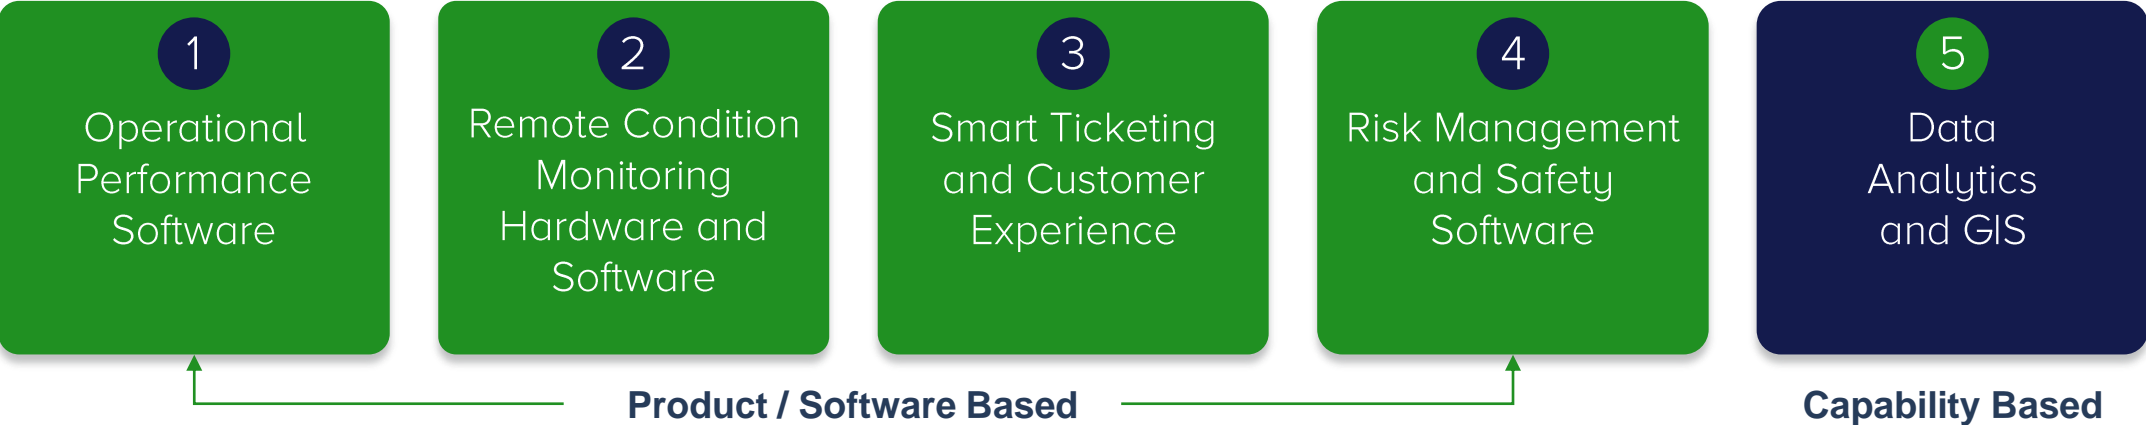 1
Operational
Performance
Software
2
Remote Condition
Monitoring
Hardware and
Software
3
Smart Ticketing
and Customer
Experience
4
Risk Management
and Safety
Software
5
Data
Analytics
and GIS
Product / Software Based
Capability Based